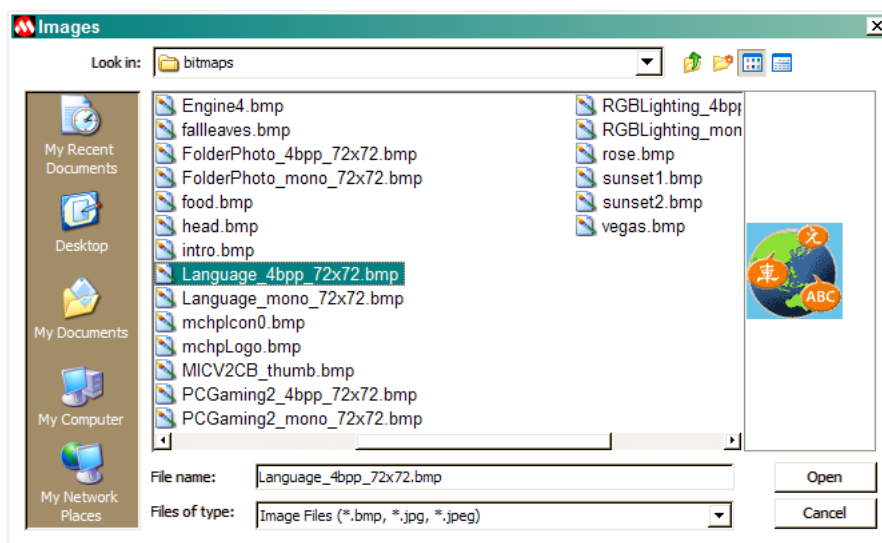 Images
Look in:
bitmaps
My Recent
Documents
Desktop
My Documents
My Computer
My Network
Places
Engine4.bmp
fallleaves.bmp
FolderPhoto_4bpp_72x72.bmp
FolderPhoto_mono_72x72.bmp
food.bmp
head.bmp
intro.bmp
Language_4bpp_72x72.bmp
Language_mono_72x72.bmp
mchpIcon0.bmp
mchpLogo.bmp
MICV2CB_thumb.bmp
PCGaming2_4bpp_72x72.bmp
PCGaming2_mono_72x72.bmp
RGBLighting_4bpp
RGBLighting_mon
rose.bmp
sunset1.bmp
sunset2.bmp
vegas.bmp
文
車
ABC
File name:
Language_4bpp_72x72.bmp
Open
Files of type:
Image Files (*.bmp, *.jpg, *.jpeg)
Cancel